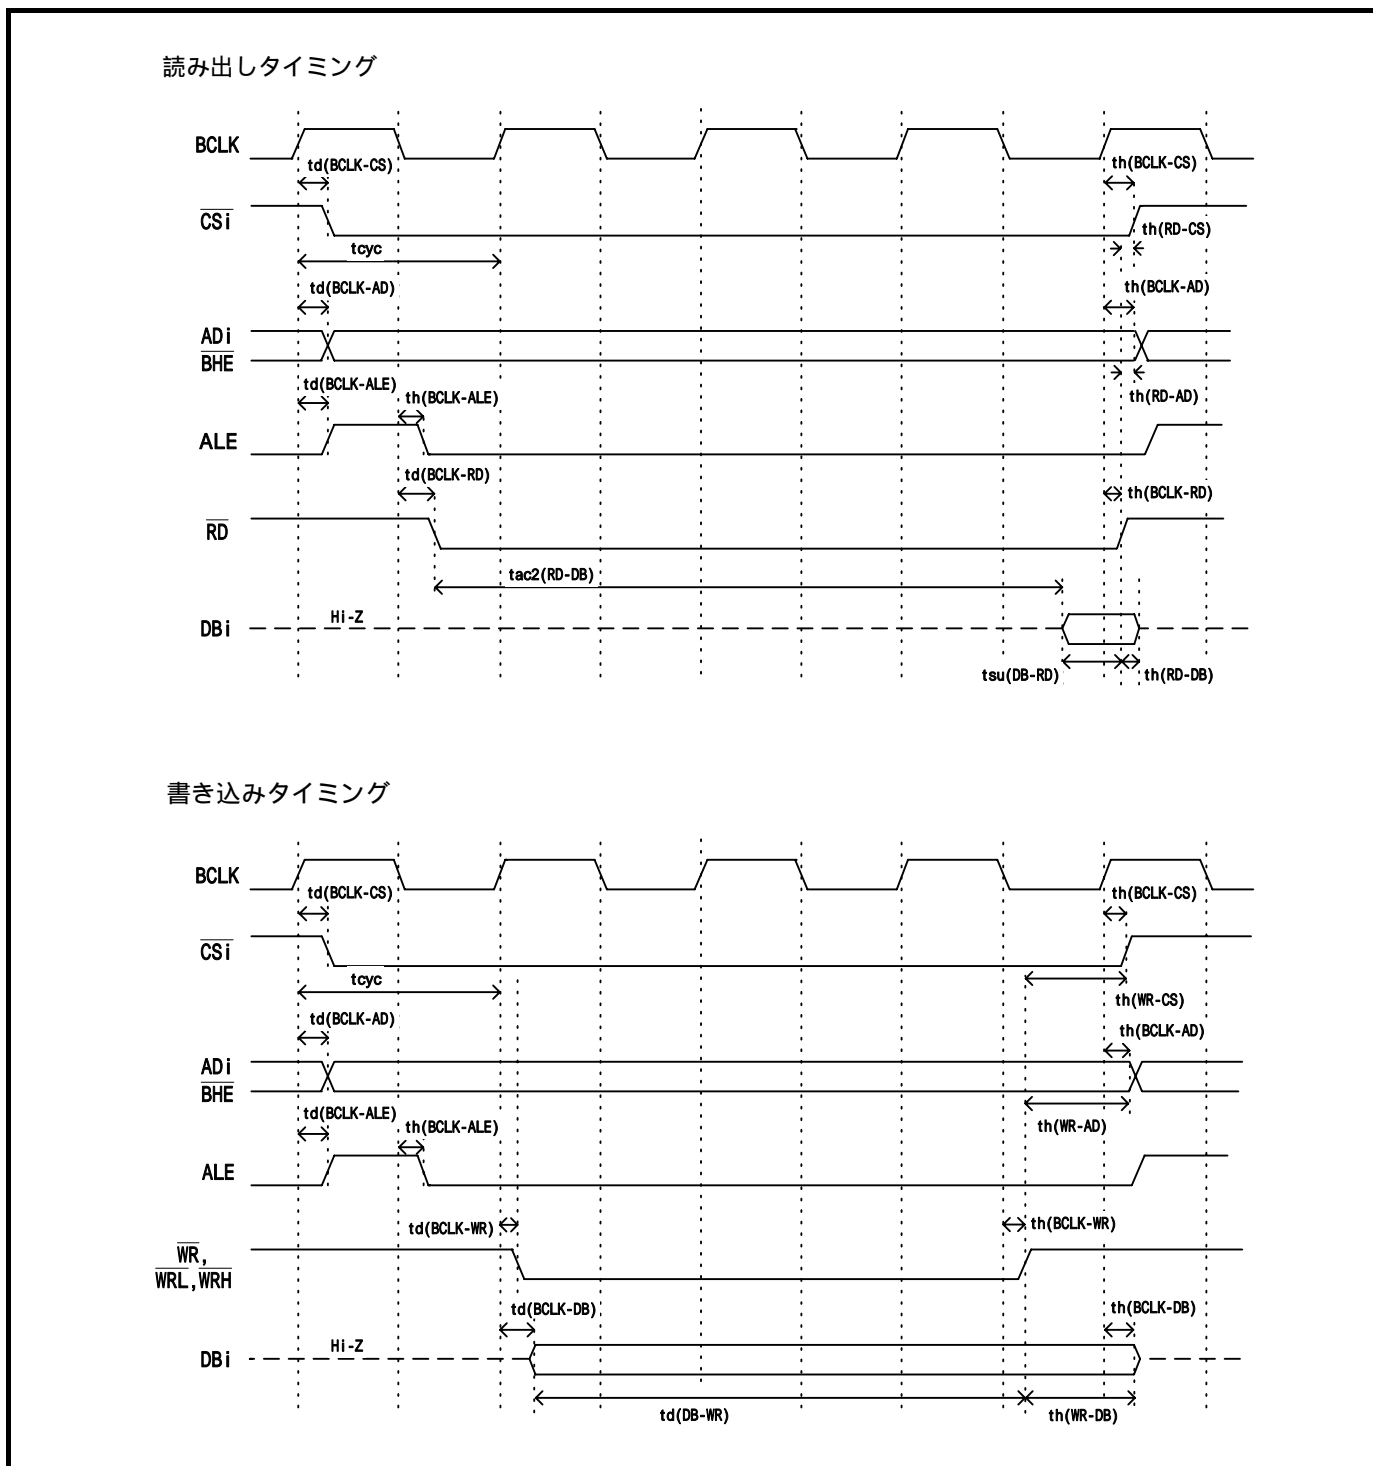 読み出しタイミング
BCLK
td(BCLK-CS)
th(BCLK-CS)
CSi
th(RD-CS)
tcyc
td(BCLK-AD)
th(BCLK-AD)
ADi
BHE
td(BCLK-ALE)
th(BCLK-ALE)
th(RD-AD)
ALE
td(BCLK-RD)
th(BCLK-RD)
RD
tac2(RD-DB)
Hi-Z
DBi
tsu(DB-RD)
th(RD-DB)
書き込みタイミング
BCLK
td(BCLK-CS)
th(BCLK-CS)
CSi
tcyc
th(WR-CS)
td(BCLK-AD)
th(BCLK-AD)
ADi
BHE
td(BCLK-ALE)
th(BCLK-ALE)
th(WR-AD)
ALE
td(BCLK-WR)
th(BCLK-WR)
WR,
WRL,WRH
td(BCLK-DB)
th(BCLK-DB)
Hi-Z
DBi
td(DB-WR)
th(WR-DB)